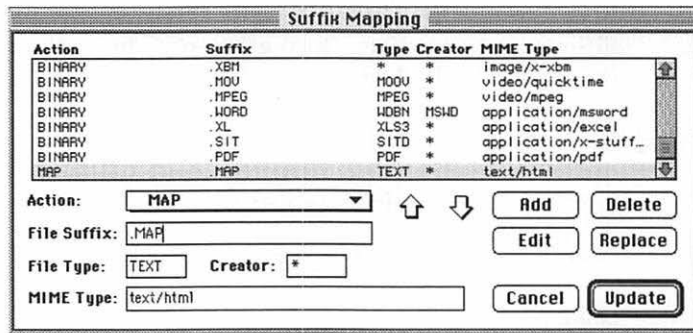 Suffix Mapping
Action Suffix Type Creator MIME Type
BINARY .XBM * * image/x-xbm
BINARY .MOV MOOV * video/quicktime
BINARY .MPEG MPEG * video/mpeg
BINARY .WORD WDBN MSWD application/msword
BINARY .XL XLS3 * application/excel
BINARY .SIT SITD * application/x-stuff...
BINARY .PDF PDF * application/pdf
MAP .MAP TEXT * text/html
Action: MAP Add Delete
File Suffix: .MAP Edit Replace
File Type: TEXT Creator: *
MIME Type: text/html Cancel Update